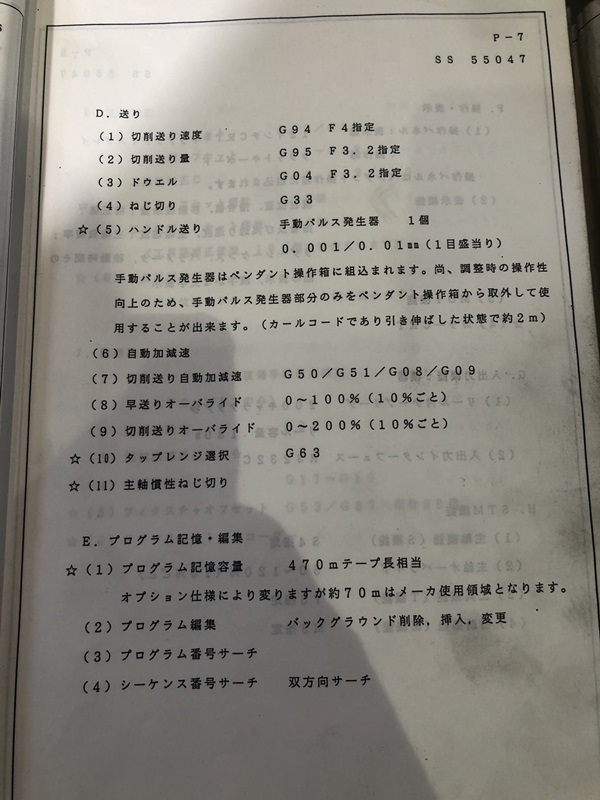 P-7
SS 55047
D. 送り
(1) 切削送り速度 G94 F4指定
(2) 切削送り量 G95 F3.2指定
(3) ドウエル G04 F3.2指定
(4) ねじ切り G33
☆(5) ハンドル送り 手動パルス発生器 1個
0.001/0.01mm(1目盛当り)
手動パルス発生器はペンダント操作箱に組込まれます。尚、調整時の操作性
向上のため、手動パルス発生器部分のみをペンダント操作箱から取外して使
用することが出来ます。(カールコードであり引き伸ばした状態で約2m)
(6) 自動加減速
(7) 切削送り自動加減速 G50/G51/G08/G09
(8) 早送りオーバライド 0~100%(10%ごと)
(9) 切削送りオーバライド 0~200%(10%ごと)
☆(10) タップレンジ選択 G63
☆(11) 主軸慣性ねじ切り
E. プログラム記憶・編集
☆(1) プログラム記憶容量 470mテープ長相当
オプション仕様により変りますが約70mはメーカ使用領域となります。
(2) プログラム編集 バックグラウンド削除,挿入,変更
(3) プログラム番号サーチ
(4) シーケンス番号サーチ 双方向サーチ